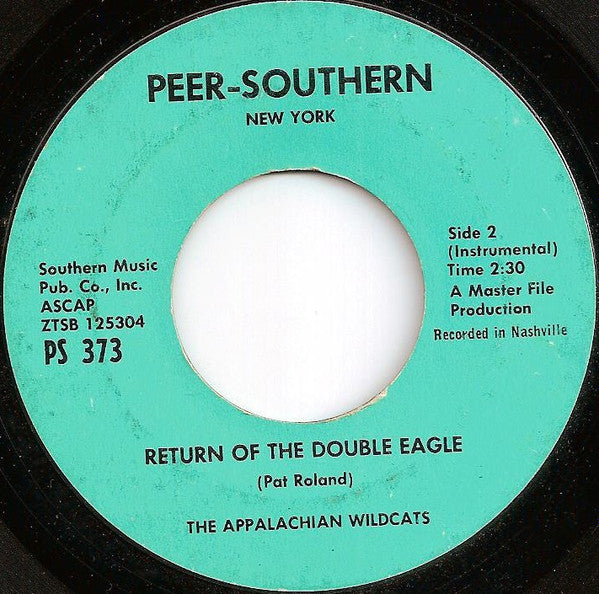 PEER-SOUTHERN
NEW YORK
Southern Music
Pub. Co., Inc.
ASCAP
ZTSB 125304
PS 373
Side 2
(Instrumental)
Time 2:30
A Master File
Production
Recorded in Nashville
RETURN OF THE DOUBLE EAGLE
(Pat Roland)
THE APPALACHIAN WILDCATS